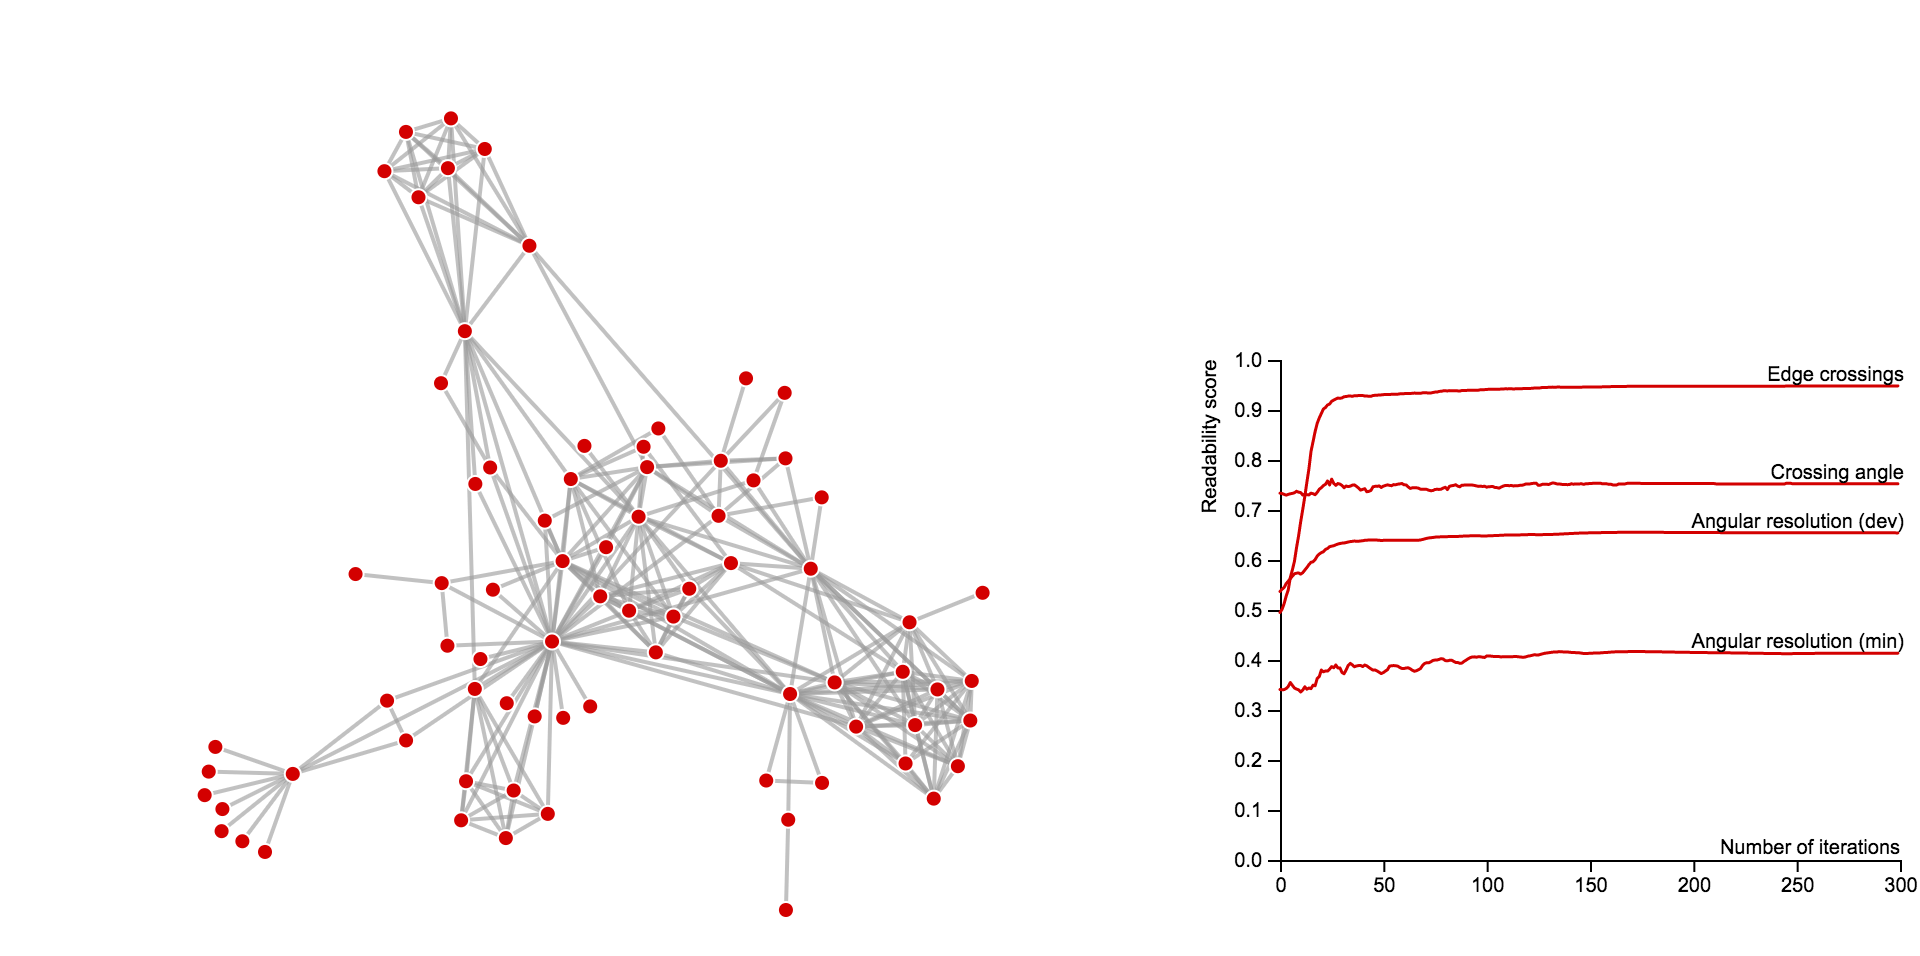 Readability score
1.0
0.9
0.8
0.7
0.6
0.5
0.4
0.3
0.2
0.1
0.0
Edge crossings
Crossing angle
Angular resolution (dev)
Angular resolution (min)
Number of iterations
0 50 100 150 200 250 300